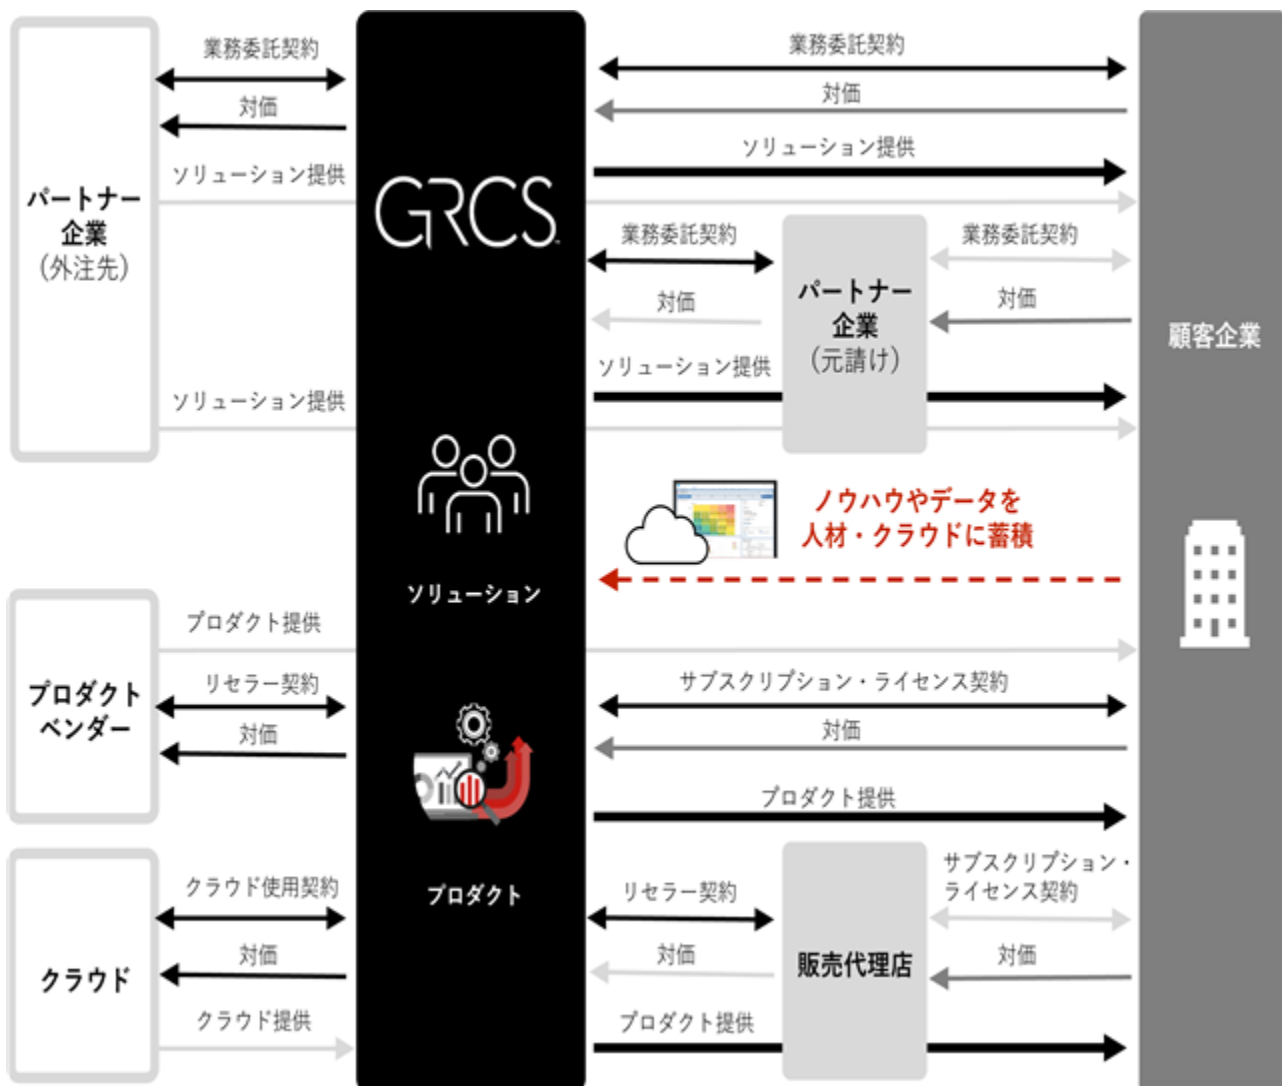 業務委託契約
対価
ソリューション提供
パートナー
企業
（外注先）
ソリューション提供
GRCS
™
ソリューション
プロダクト
業務委託契約
対価
ソリューション提供
業務委託契約
対価
ソリューション提供
パートナー
企業
（元請け）
業務委託契約
対価
顧客企業
ノウハウやデータを
人材・クラウドに蓄積
プロダクト提供
プロダクト
ベンダー
リセラー契約
対価
サブスクリプション・ライセンス契約
対価
プロダクト提供
クラウド
クラウド使用契約
対価
クラウド提供
リセラー契約
対価
プロダクト提供
販売代理店
サブスクリプション・
ライセンス契約
対価